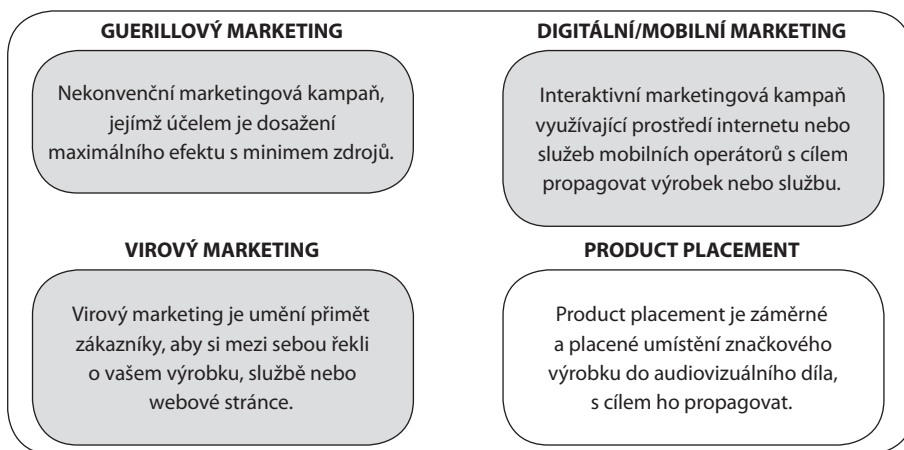 GUERILLOVÝ MARKETING
Nekonvenční marketingová kampaň,
jejímž účelem je dosažení
maximálního efektu s minimem zdrojů.
DIGITÁLNÍ/MOBILNÍ MARKETING
Interaktivní marketingová kampaň
využívající prostředí internetu nebo
služeb mobilních operátorů s cílem
propagovat výrobek nebo službu.
VIROVÝ MARKETING
Virový marketing je umění přimět
zákazníky, aby si mezi sebou řekli
o vašem výrobku, službě nebo
webové stránce.
PRODUCT PLACEMENT
Product placement je záměrné
a placené umístění značkového
výrobku do audiovizuálního díla,
s cílem ho propagovat.